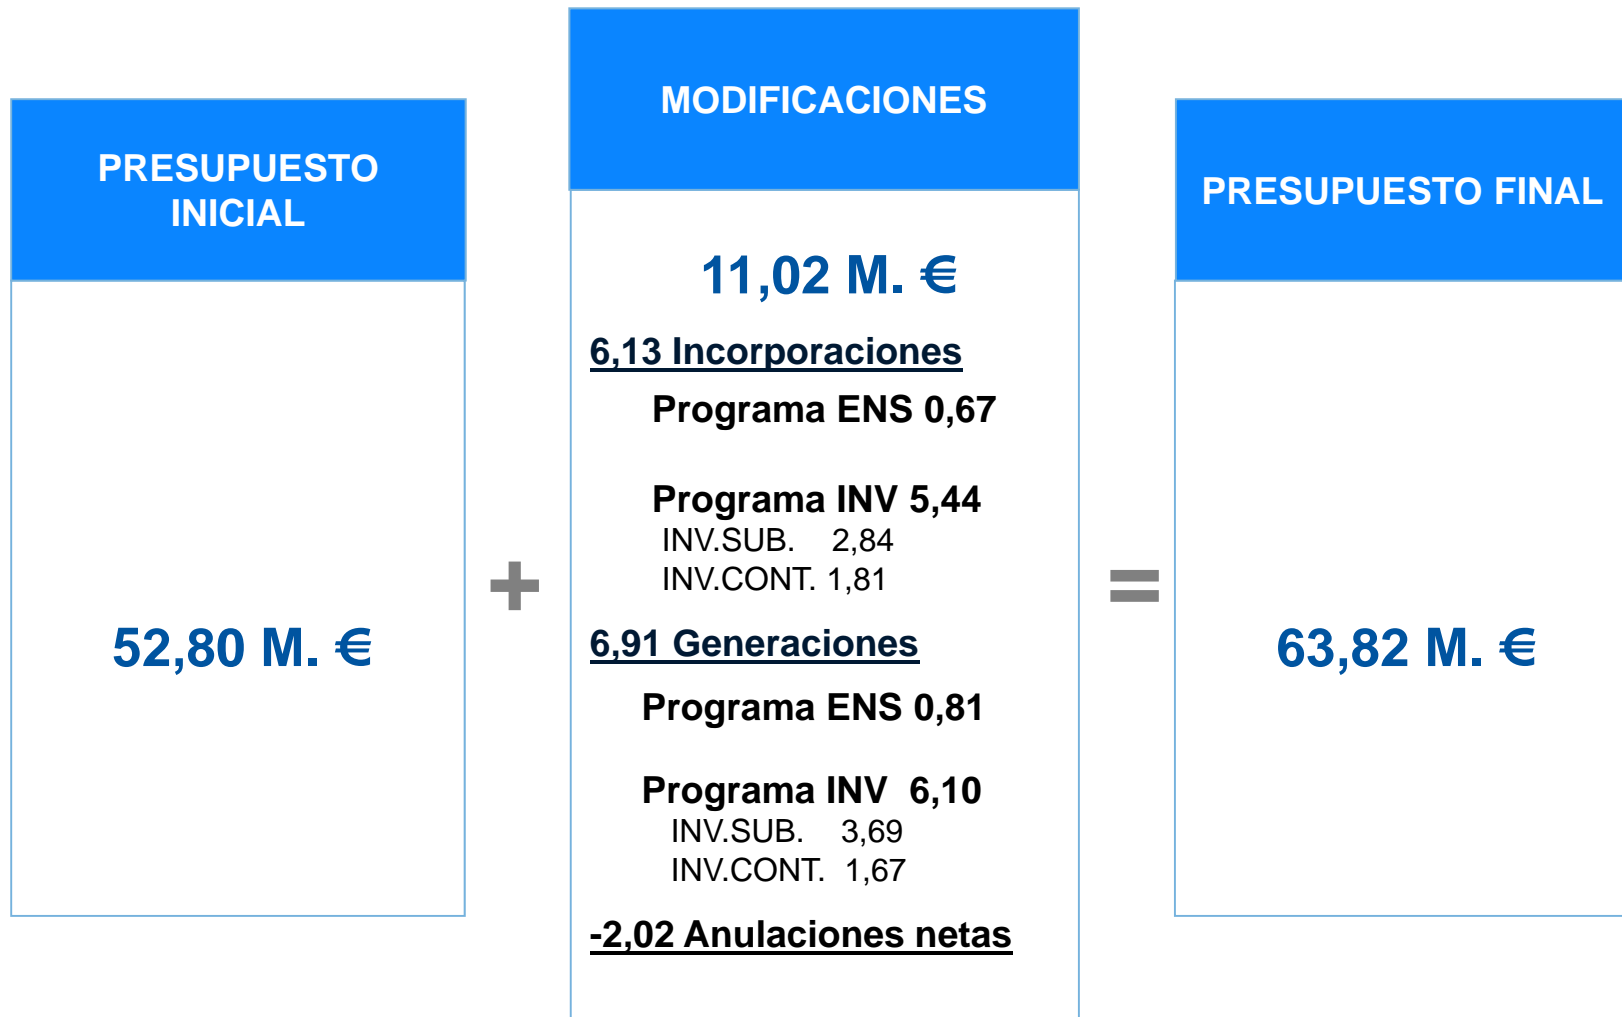 PRESUPUESTO
INICIAL
52,80 M. €
+
MODIFICACIONES
11,02 M. €
6,13 Incorporaciones
Programa ENS 0,67
Programa INV 5,44
INV.SUB. 2,84
INV.CONT. 1,81
6,91 Generaciones
Programa ENS 0,81
Programa INV 6,10
INV.SUB. 3,69
INV.CONT. 1,67
-2,02 Anulaciones netas
=
PRESUPUESTO FINAL
63,82 M. €